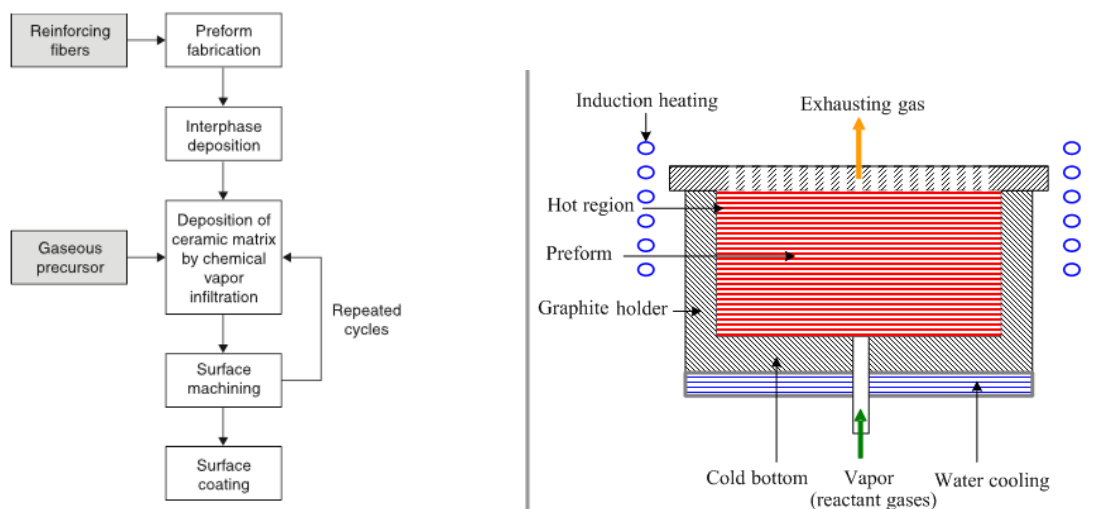 Reinforcing
fibers
Preform
fabrication
Interphase
deposition
Gaseous
precursor
Deposition of
ceramic matrix
by chemical
vapor
infiltration
Repeated
cycles
Surface
machining
Surface
coating
Induction heating
Exhausting gas
Hot region
Preform
Graphite holder
Cold bottom
Vapor
(reactant gases)
Water cooling